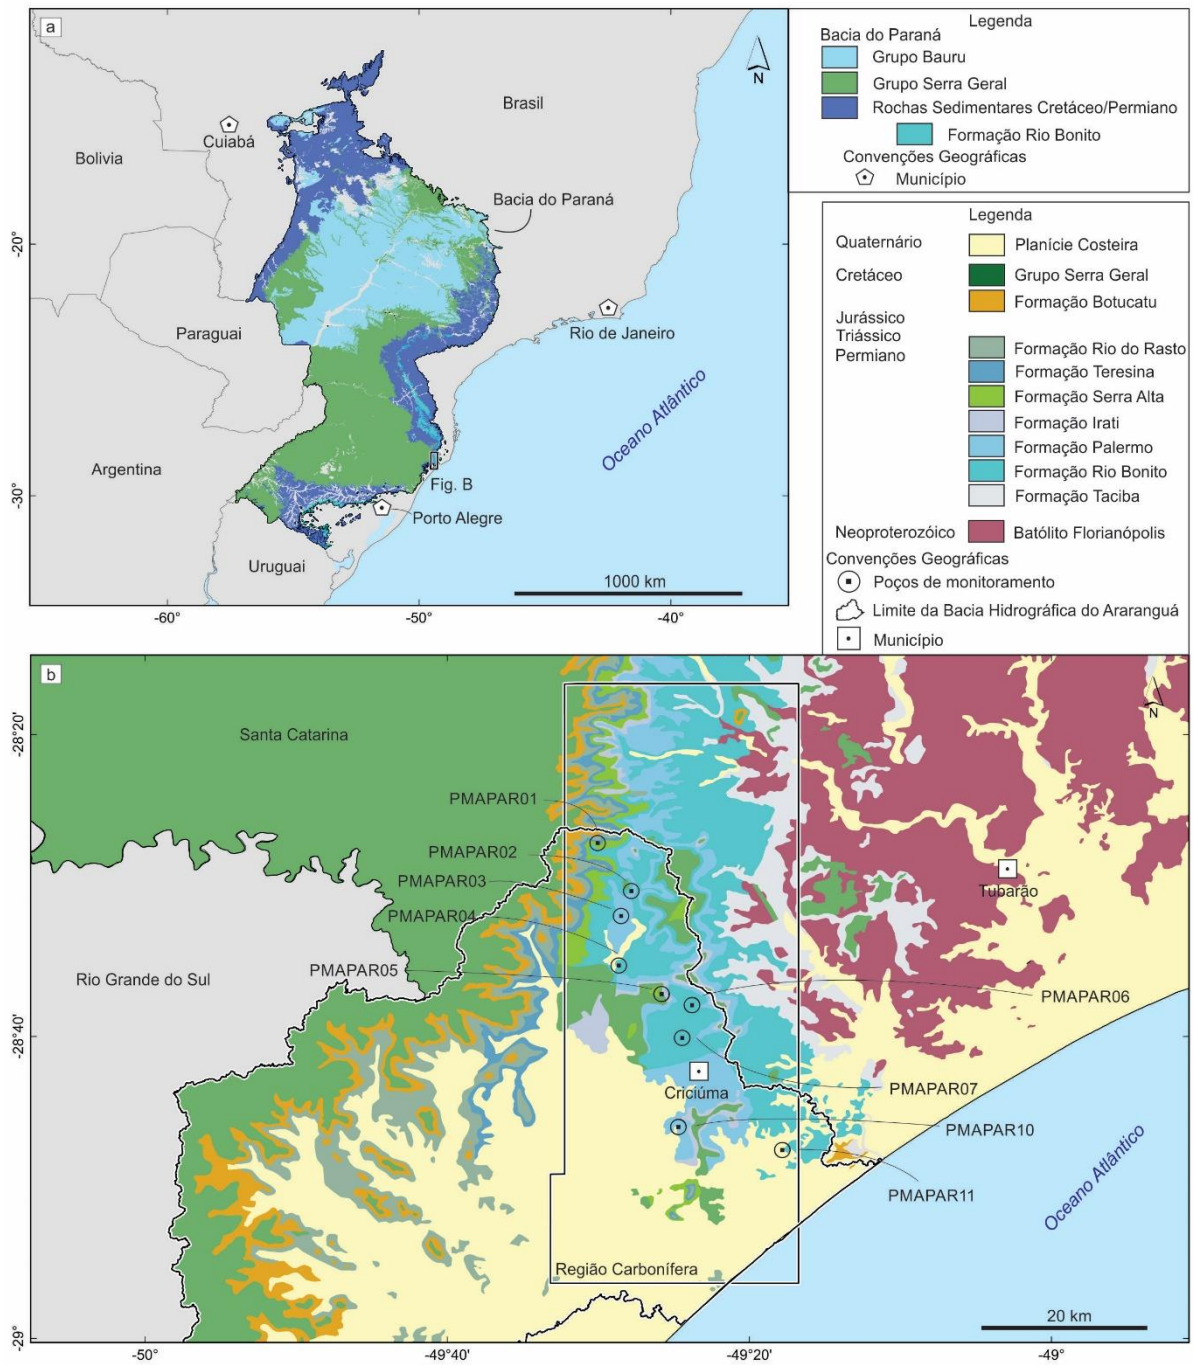 a
Bolivia
Cuiabá
Brasil
Bacia do Paraná
Paraguai
Rio de Janeiro
Oceano Atlântico
Argentina
Fig. B
Porto Alegre
Uruguai
1000 km
N
-20°
-30°
-60°
-50°
-40°
Legenda
Bacia do Paraná
Grupo Bauru
Grupo Serra Geral
Rochas Sedimentares Cretáceo/Permiano
Formação Rio Bonito
Convenções Geográficas
Município
Legenda
Quaternário
Planície Costeira
Cretáceo
Grupo Serra Geral
Formação Botucatu
Jurássico
Triássico
Permiano
Formação Rio do Rasto
Formação Teresina
Formação Serra Alta
Formação Irati
Formação Palermo
Formação Rio Bonito
Formação Taciba
Neoproterozóico
Batólito Florianópolis
Convenções Geográficas
Poços de monitoramento
Limite da Bacia Hidrográfica do Araranguá
Município
b
N
Santa Catarina
PMAPAR01
PMAPAR02
PMAPAR03
PMAPAR04
PMAPAR05
Rio Grande do Sul
Tubarão
PMAPAR06
PMAPAR07
Criciúma
PMAPAR10
PMAPAR11
Oceano Atlântico
Região Carbonífera
20 km
-28°20
-28°40
-29°
-50°
-49°40
-49°20
-49°